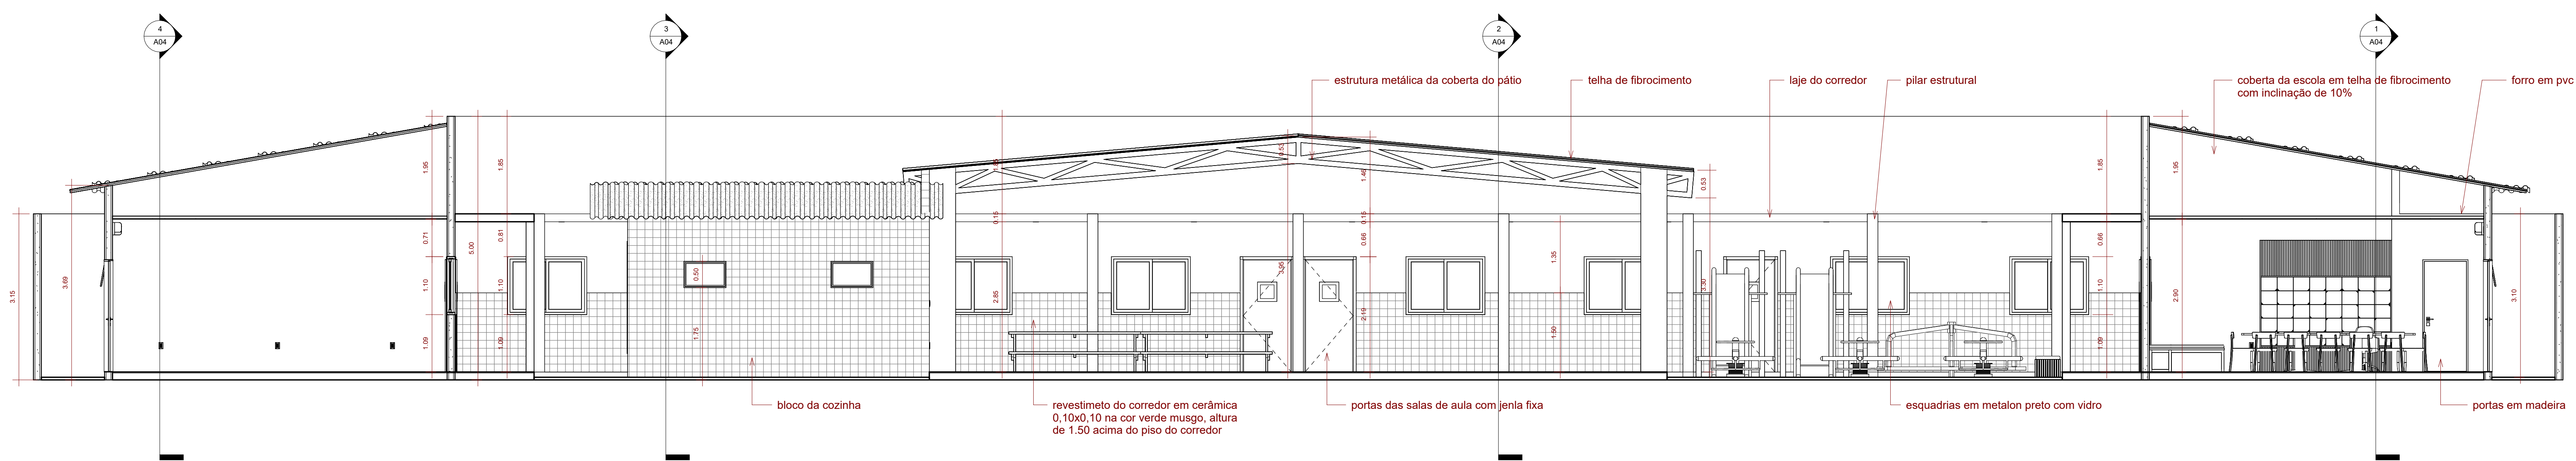 4
A04
3
A04
2
A04
1
A04
estrutura metálica da coberta do pátio
telha de fibrocimento
laje do corredor
pilar estrutural
coberta da escola em telha de fibrocimento
com inclinação de 10%
forro em pvc
3.15
3.69
1.95
0.71
1.10
1.09
5.00
1.85
0.81
1.10
1.09
0.50
1.75
0.15
2.85
0.53
3.95
1.46
0.15
0.66
2.10
1.35
1.50
0.53
3.30
1.85
0.66
1.10
1.09
1.95
2.90
3.10
bloco da cozinha
revestimeto do corredor em cerâmica
0,10x0,10 na cor verde musgo, altura
de 1.50 acima do piso do corredor
portas das salas de aula com jenla fixa
esquadrias em metalon preto com vidro
portas em madeira